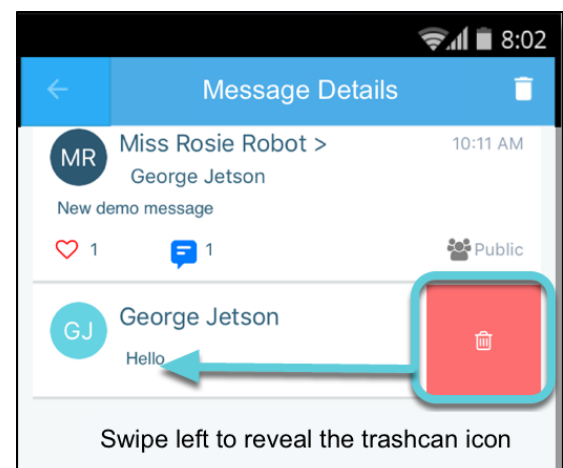 8:02
Message Details
MR Miss Rosie Robot > 10:11 AM
George Jetson
New demo message
1 1 Public
GJ George Jetson
Hello
Swipe left to reveal the trashcan icon